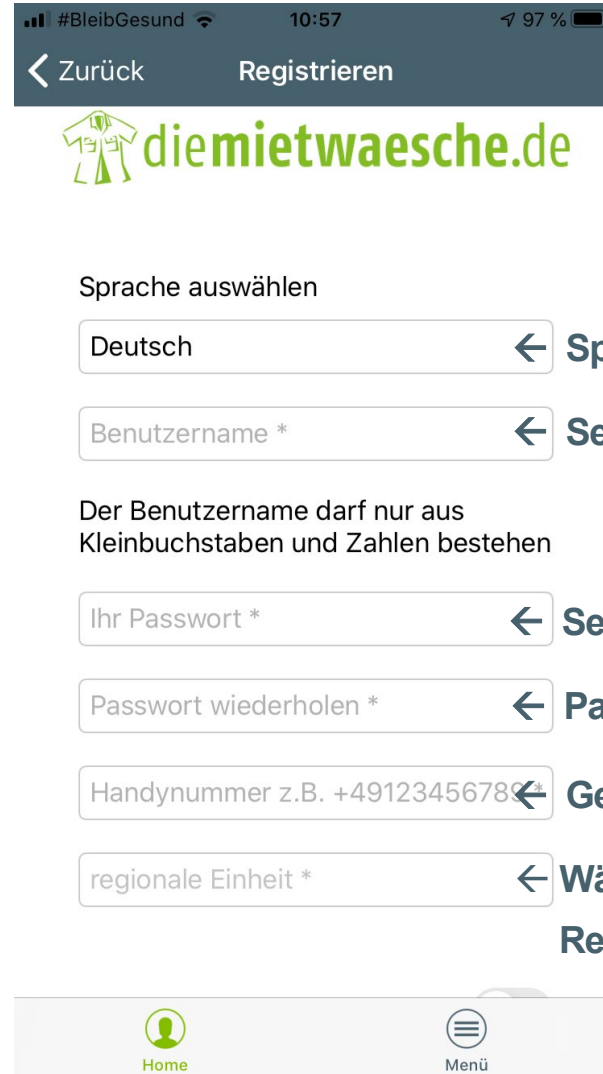 #BleibGesund 10:57 97 %
Zurück Registrieren
diemietwaesche.de
Sprache auswählen
Deutsch ← Sp
Benutzername * ← Se
Der Benutzername darf nur aus
Kleinbuchstaben und Zahlen bestehen
Ihr Passwort * ← Se
Passwort wiederholen * ← Pa
Handynummer z.B. +49123456789 * ← Ge
regionale Einheit * ← Wä
Re
Home Menü